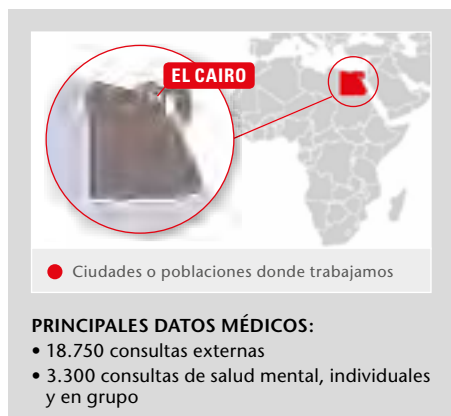 EL CAIRO
Ciudades o poblaciones donde trabajamos
PRINCIPALES DATOS MÉDICOS:
• 18.750 consultas externas
• 3.300 consultas de salud mental, individuales
y en grupo